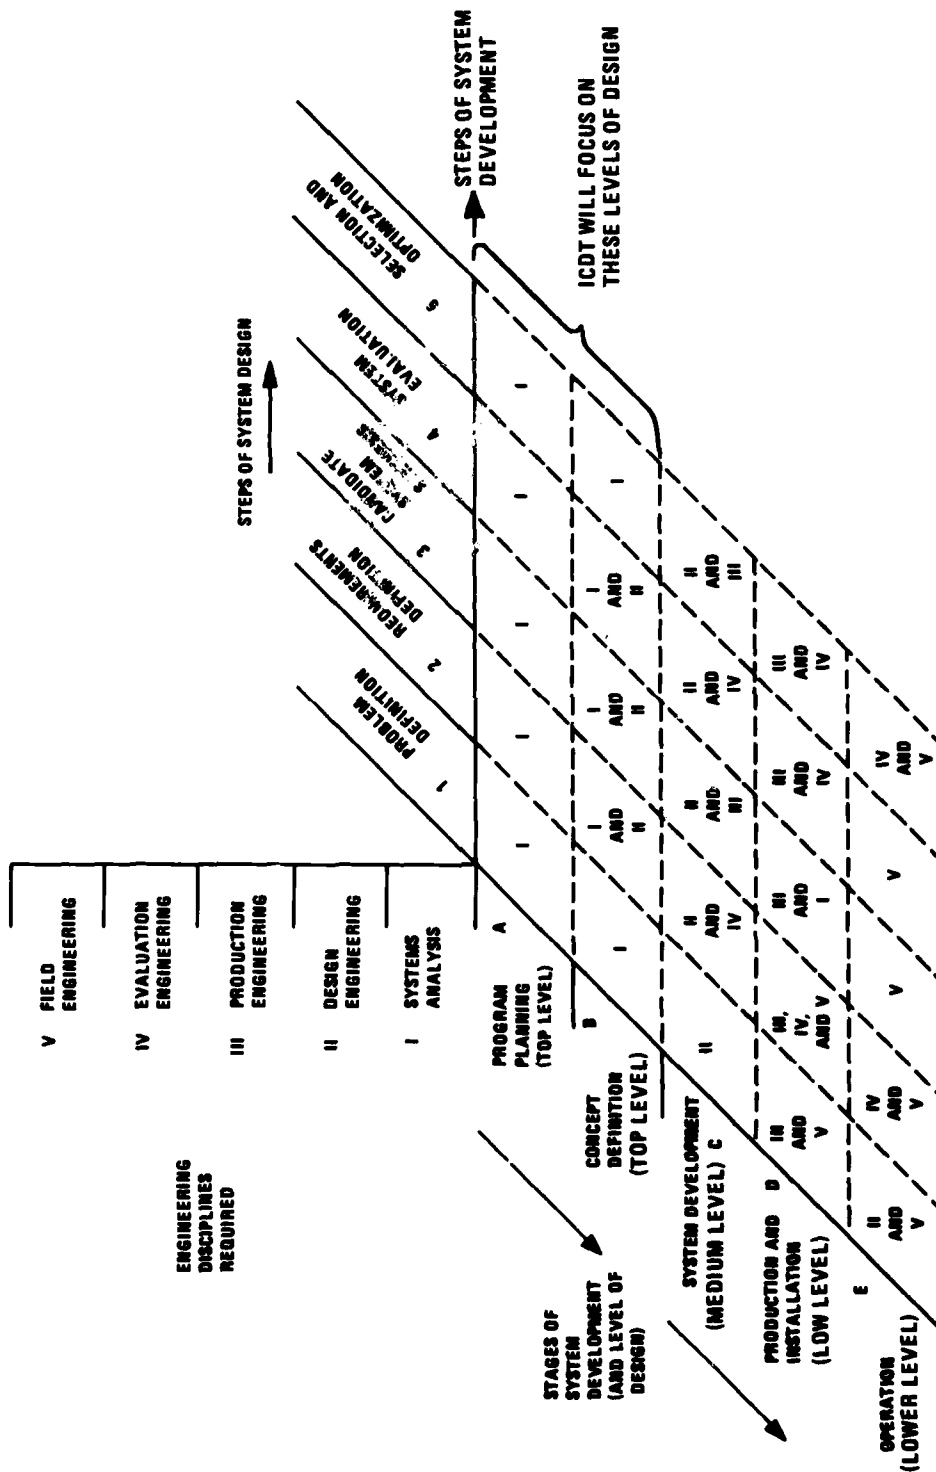 V FIELD
ENGINEERING
IV EVALUATION
ENGINEERING
III PRODUCTION
ENGINEERING
II DESIGN
ENGINEERING
I SYSTEMS
ANALYSIS
ENGINEERING
DISCIPLINES
REQUIRED
STEPS OF SYSTEM DESIGN
1 PROBLEM
DEFINITION
2 REQUIREMENTS
DEFINITION
3 CANDIDATE
SYSTEM
4 SYSTEM
EVALUATION
5 SELECTION AND
OPTIMIZATION
STEPS OF SYSTEM
DEVELOPMENT
ICDT WILL FOCUS ON
THESE LEVELS OF DESIGN
STAGES OF
SYSTEM
DEVELOPMENT
(AND LEVEL OF
DESIGN)
PROGRAM
PLANNING
(TOP LEVEL)
A
I
I
I
I
I
CONCEPT
DEFINITION
(TOP LEVEL)
B
I
I
AND
II
I
AND
II
I
AND
II
I
SYSTEM DEVELOPMENT
(MEDIUM LEVEL) C
II
II
AND
IV
II
AND
III
II
AND
IV
II
AND
III
PRODUCTION AND D
INSTALLATION
(LOW LEVEL)
III
AND
V
III,
IV,
AND V
III
AND
I
III
AND
IV
III
AND
IV
OPERATION
(LOWER LEVEL)
E
II
AND
V
IV
AND
V
V
V
IV
AND
V